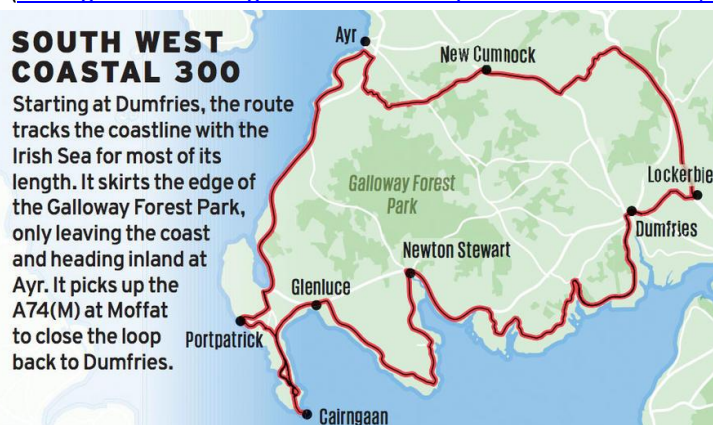 SOUTH WEST
COASTAL 300
Starting at Dumfries, the route
tracks the coastline with the
Irish Sea for most of its
length. It skirts the edge of
the Galloway Forest Park,
only leaving the coast
and heading inland at
Ayr. It picks up the
A74(M) at Moffat
to close the loop
back to Dumfries.
Ayr
New Cumnock
Galloway Forest
Park
Lockerbie
Dumfries
Newton Stewart
Glenluce
Portpatrick
Cairngaan